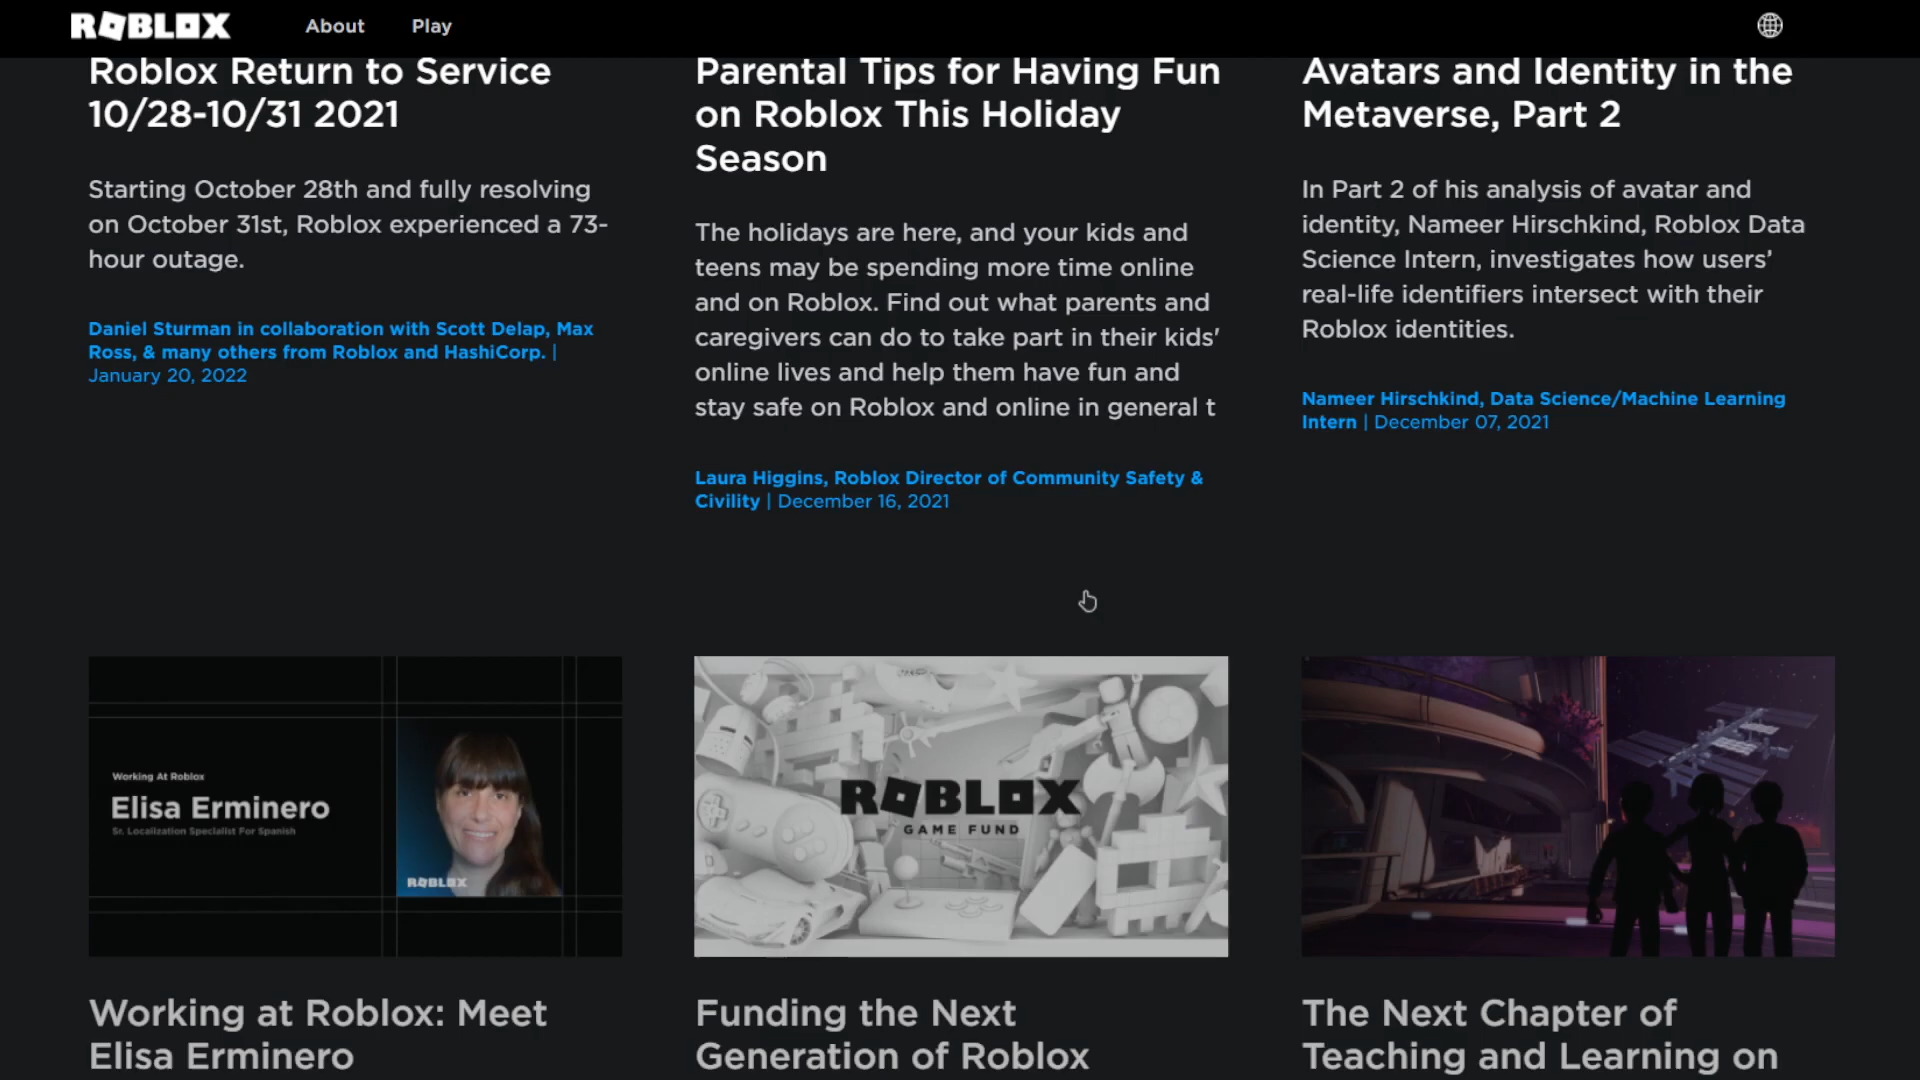 ROBLOX
About
Play
Roblox Return to Service
10/28-10/31 2021
Starting October 28th and fully resolving
on October 31st, Roblox experienced a 73-
hour outage.
Daniel Sturman in collaboration with Scott Delap, Max
Ross, & many others from Roblox and HashiCorp. |
January 20, 2022
Parental Tips for Having Fun
on Roblox This Holiday
Season
The holidays are here, and your kids and
teens may be spending more time online
and on Roblox. Find out what parents and
caregivers can do to take part in their kids'
online lives and help them have fun and
stay safe on Roblox and online in general t
Laura Higgins, Roblox Director of Community Safety &
Civility | December 16, 2021
Avatars and Identity in the
Metaverse, Part 2
In Part 2 of his analysis of avatar and
identity, Nameer Hirschkind, Roblox Data
Science Intern, investigates how users’
real-life identifiers intersect with their
Roblox identities.
Nameer Hirschkind, Data Science/Machine Learning
Intern | December 07, 2021
Working At Roblox
Elisa Erminero
Sr. Localization Specialist For Spanish
ROBLOX
Working at Roblox: Meet
Elisa Erminero
ROBLOX
GAME FUND
Funding the Next
Generation of Roblox
The Next Chapter of
Teaching and Learning on